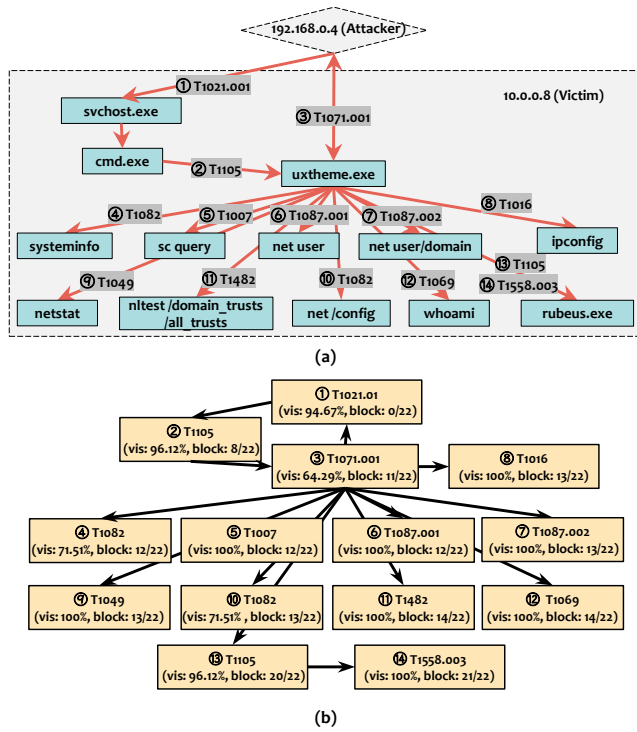 192.168.0.4 (Attacker)
① T1021.001
10.0.0.8 (Victim)
svchost.exe
③ T1071.001
cmd.exe
② T1105
uxtheme.exe
④ T1082
⑤ T1007
⑥ T1087.001
⑦ T1087.002
⑧ T1016
systeminfo
sc query
net user
net user/domain
ipconfig
⑨ T1049
⑪ T1482
⑩ T1082
⑫ T1069
⑬ T1105
⑭ T1558.003
netstat
nltest /domain_trusts
/all_trusts
net /config
whoami
rubeus.exe
(a)
① T1021.01
(vis: 94.67%, block: 0/22)
② T1105
(vis: 96.12%, block: 8/22)
③ T1071.001
(vis: 64.29%, block: 11/22)
⑧ T1016
(vis: 100%, block: 13/22)
④ T1082
(vis: 71.51%, block: 12/22)
⑤ T1007
(vis: 100%, block: 12/22)
⑥ T1087.001
(vis: 100%, block: 12/22)
⑦ T1087.002
(vis: 100%, block: 13/22)
⑨ T1049
(vis: 100%, block: 13/22)
⑩ T1082
(vis: 71.51% , block: 13/22)
⑪ T1482
(vis: 100%, block: 14/22)
⑫ T1069
(vis: 100%, block: 14/22)
⑬ T1105
(vis: 96.12%, block: 20/22)
⑭ T1558.003
(vis: 100%, block: 21/22)
(b)